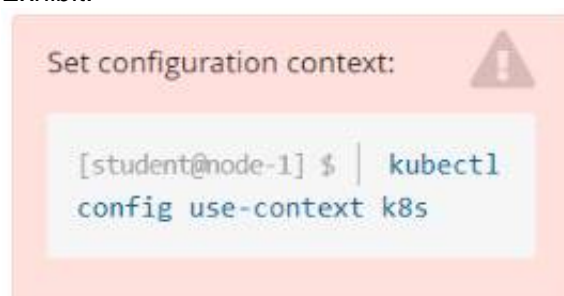 Exhibit:
Set configuration context:
[student@node-1] $ | kubectl
config use-context k8s